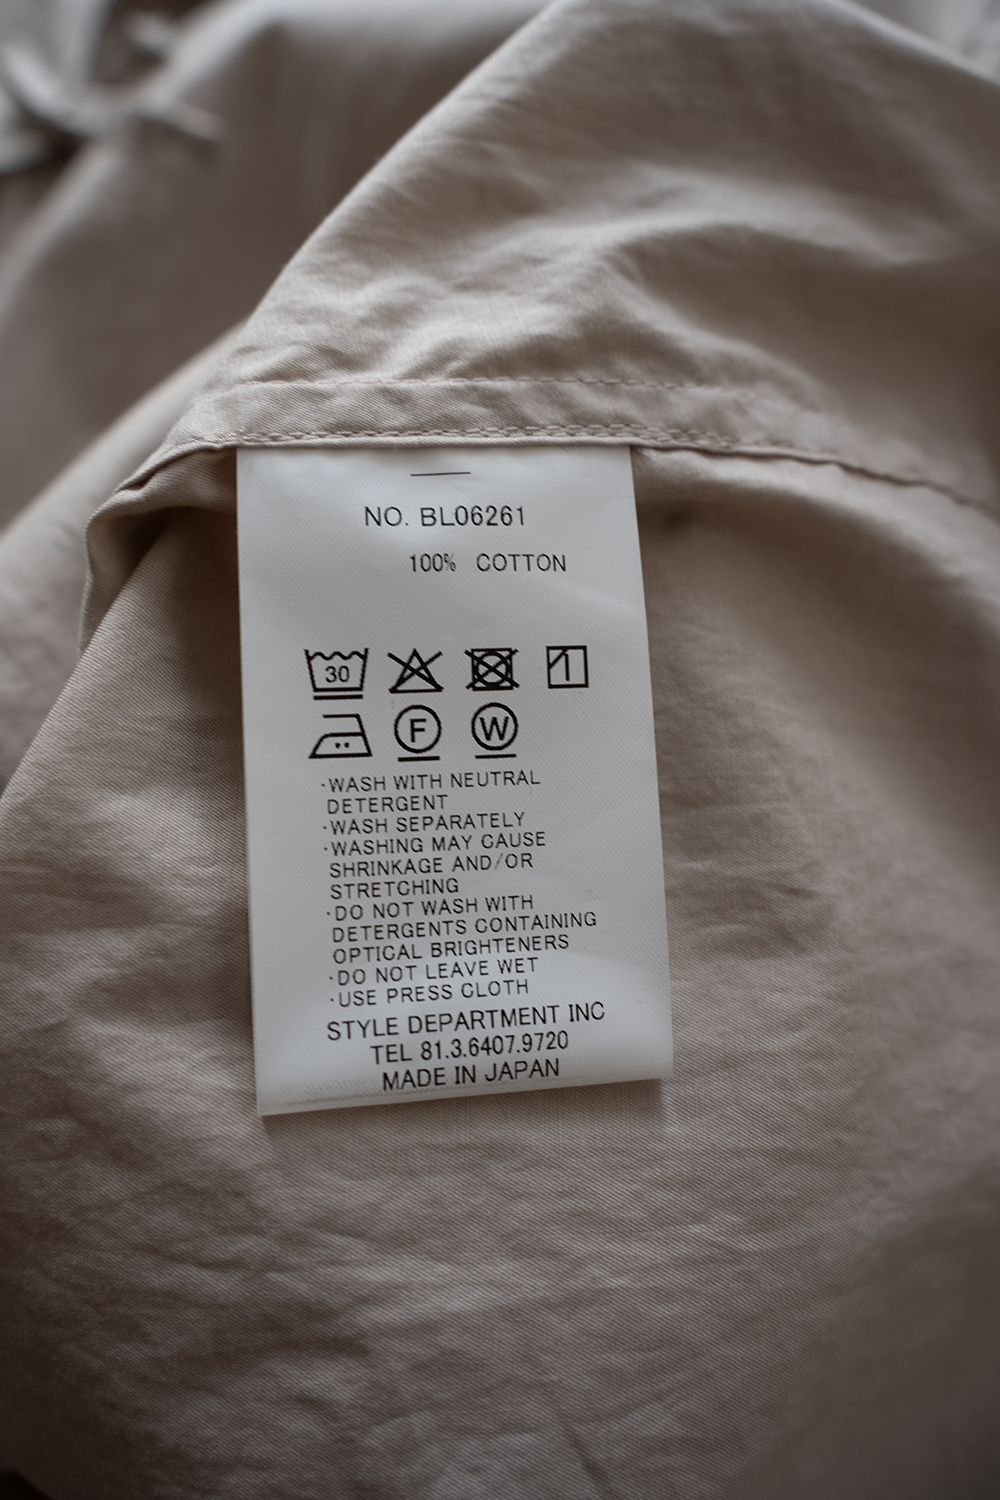 NO. BL06261
100% COTTON
30
F W
·WASH WITH NEUTRAL
DETERGENT
·WASH SEPARATELY
·WASHING MAY CAUSE
SHRINKAGE AND/OR
STRETCHING
·DO NOT WASH WITH
DETERGENTS CONTAINING
OPTICAL BRIGHTENERS
·DO NOT LEAVE WET
·USE PRESS CLOTH
STYLE DEPARTMENT INC
TEL 81.3.6407.9720
MADE IN JAPAN